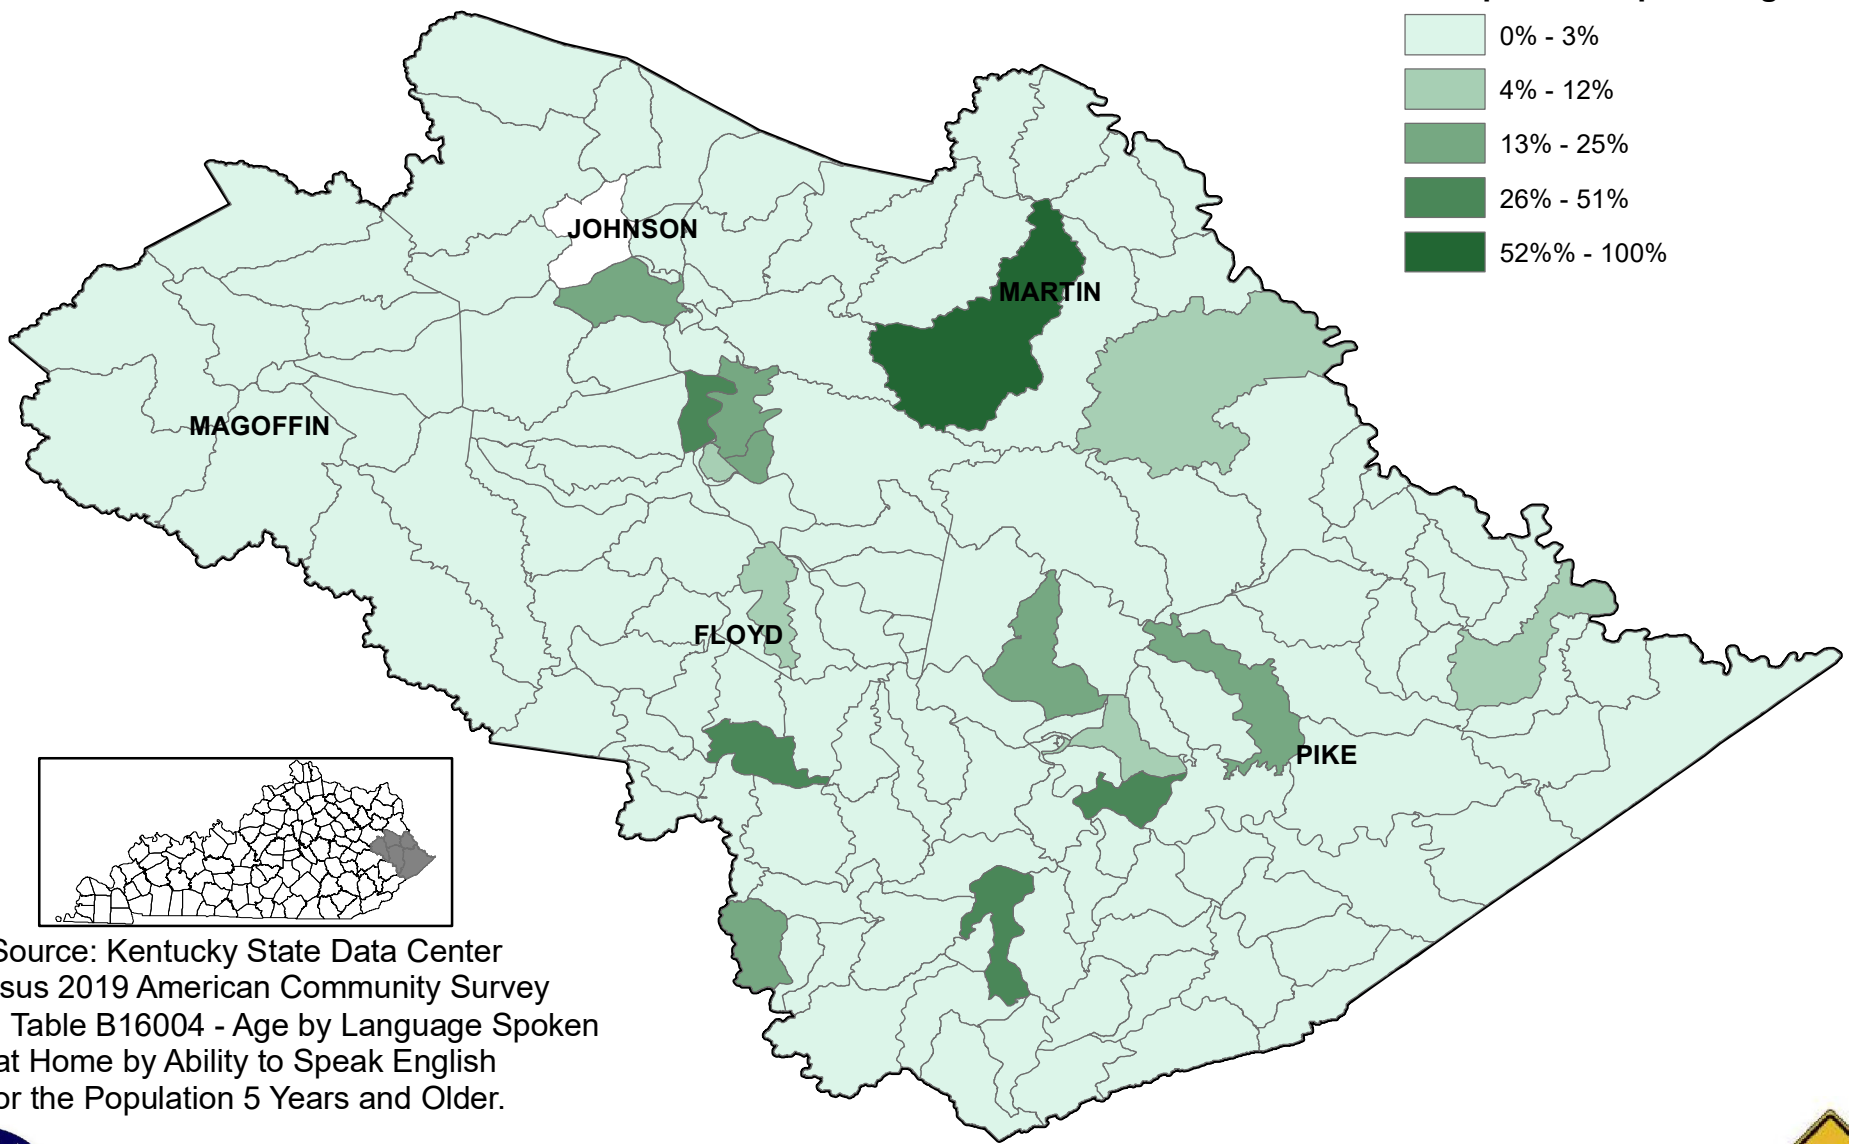 0% - 3%
4% - 12%
13% - 25%
26% - 51%
52%% - 100%
JOHNSON
MARTIN
MAGOFFIN
FLOYD
PIKE
Source: Kentucky State Data Center
sus 2019 American Community Survey
Table B16004 - Age by Language Spoken
at Home by Ability to Speak English
or the Population 5 Years and Older.